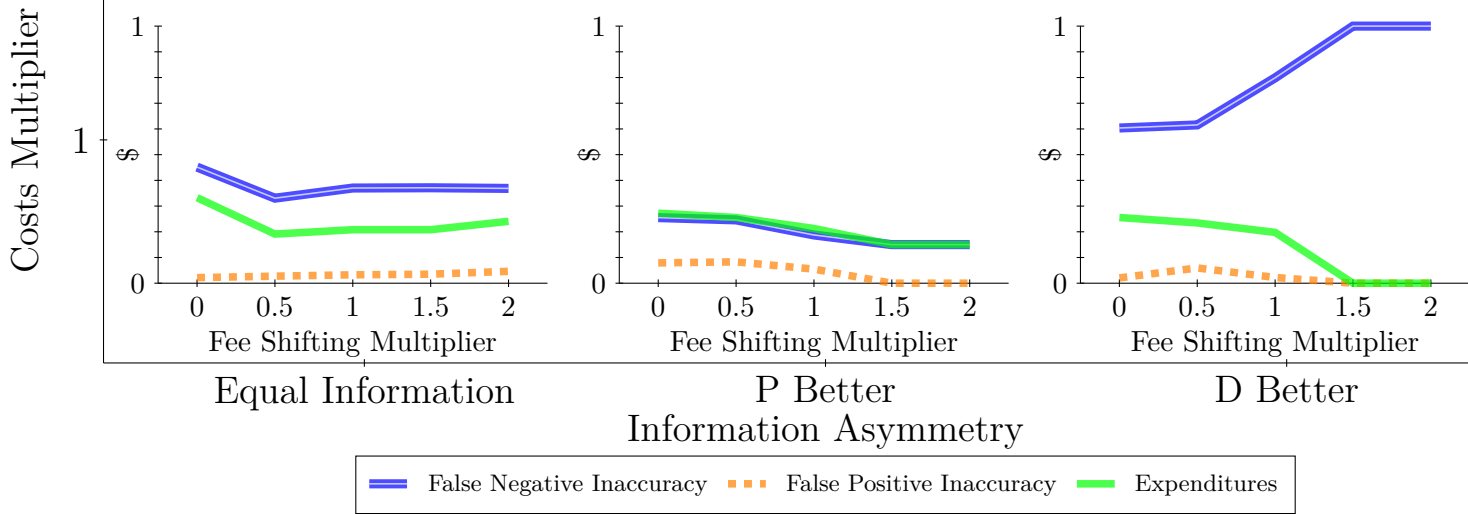 Costs Multiplier
1
1
$
0
0 0.5 1 1.5 2
Fee Shifting Multiplier
1
$
0
0 0.5 1 1.5 2
Fee Shifting Multiplier
1
$
0
0 0.5 1 1.5 2
Fee Shifting Multiplier
Equal Information
P Better
D Better
Information Asymmetry
False Negative Inaccuracy
False Positive Inaccuracy
Expenditures